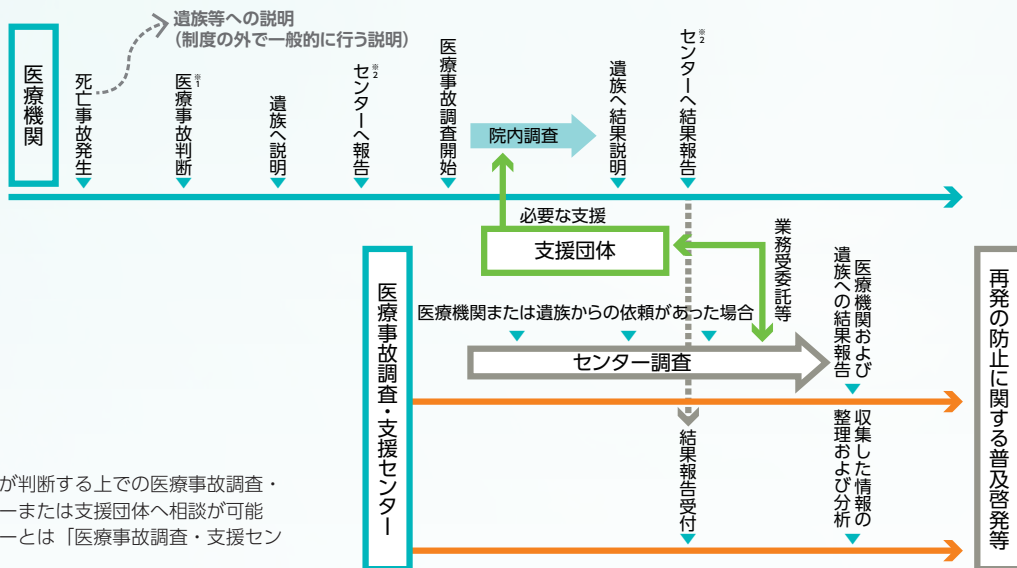 遺族等への説明
（制度の外で一般的に行う説明）
医療機関
死亡事故発生
医療事故判断※1
遺族へ説明
センターへ報告※2
医療事故調査開始
院内調査
遺族へ結果説明
センターへ結果報告※2
必要な支援
支援団体
業務受委託等
医療事故調査・支援センター
医療機関または遺族からの依頼があった場合
センター調査
医療機関および
遺族への結果報告
結果報告受付
収集した情報の
整理および分析
再発の防止に関する普及啓発等
が判断する上での医療事故調査・
ーまたは支援団体へ相談が可能
ーとは「医療事故調査・支援セン